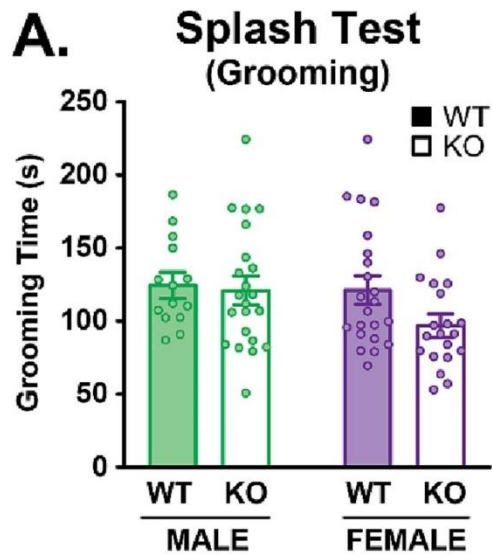 A.
Splash Test
(Grooming)
WT
KO
Grooming Time (s)
250
200
150
100
50
0
WT KO WT KO
MALE FEMALE